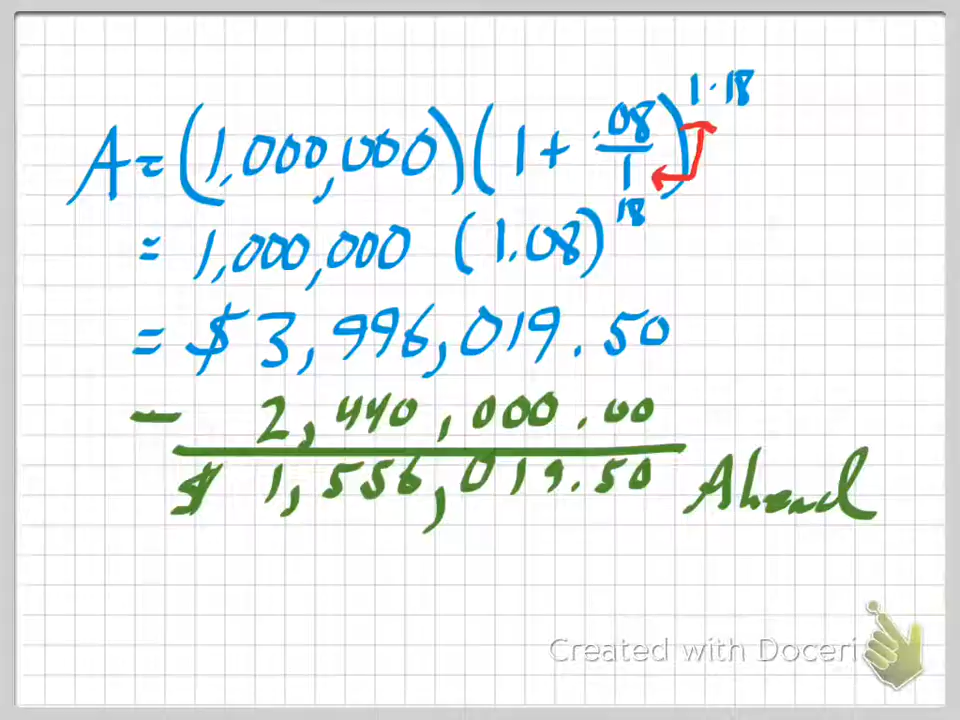 A = (1,000,000)(1 + .08/1)^1·18
= 1,000,000 (1.08)^18
= $3,996,019.50
- 2,440,000.00
$ 1,556,019.50 Ahead
Created with Doceri